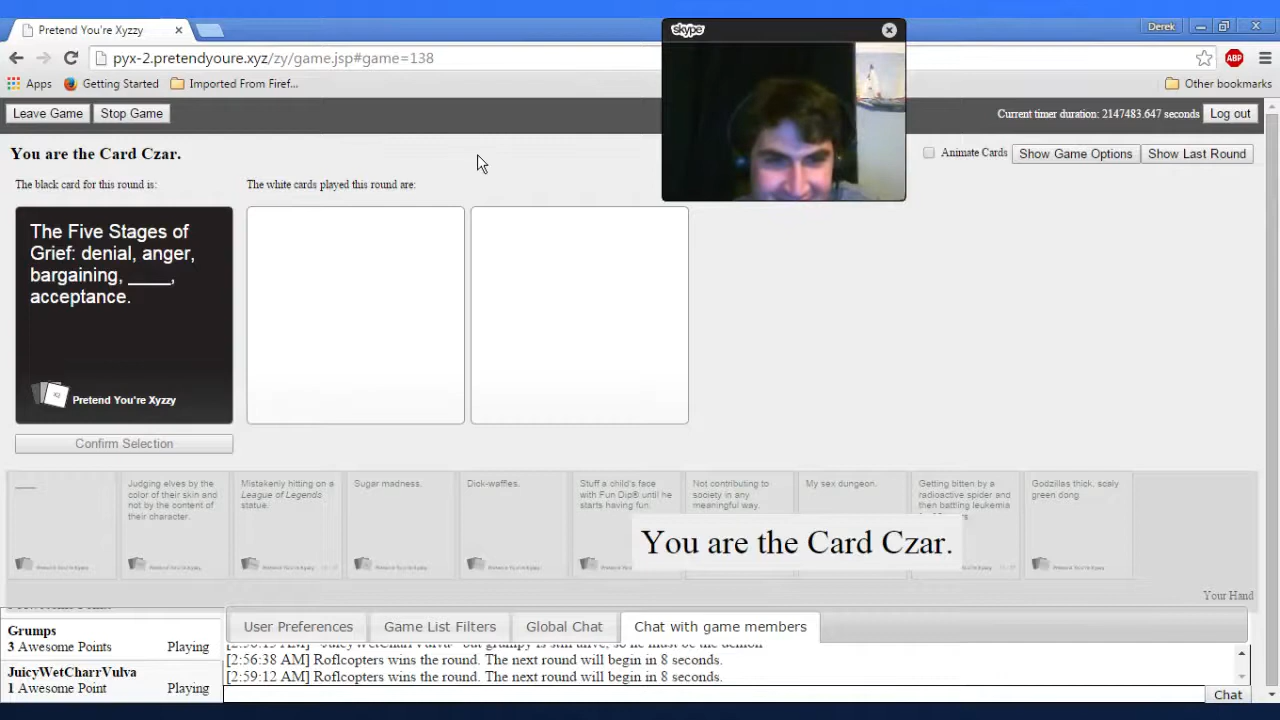 Pretend You're Xyzzy
Derek
pyx-2.pretendyoure.xyz/zy/game.jsp#game=138
ABP
Apps
Getting Started
Imported From Firef...
Other bookmarks
skype
Leave Game
Stop Game
Current timer duration: 2147483.647 seconds
Log out
You are the Card Czar.
Animate Cards
Show Game Options
Show Last Round
The black card for this round is:
The white cards played this round are:
The Five Stages of
Grief: denial, anger,
bargaining, ____,
acceptance.
Pretend You're Xyzzy
Confirm Selection
____
Judging elves by the
color of their skin and
not by the content of
their character.
Mistakenly hitting on a
League of Legends
statue.
Sugar madness.
Dick-waffles.
Stuff a child's face
with Fun Dip® until he
starts having fun.
Not contributing to
society in any
meaningful way.
My sex dungeon.
Getting bitten by a
radioactive spider and
then battling leukemia
Godzillas thick, scaly
green dong
You are the Card Czar.
Your Hand
Grumps
3 Awesome Points
Playing
JuicyWetCharrVulva
1 Awesome Point
Playing
User Preferences
Game List Filters
Global Chat
Chat with game members
[2:56:38 AM] Roflcopters wins the round. The next round will begin in 8 seconds.
[2:59:12 AM] Roflcopters wins the round. The next round will begin in 8 seconds.
Chat